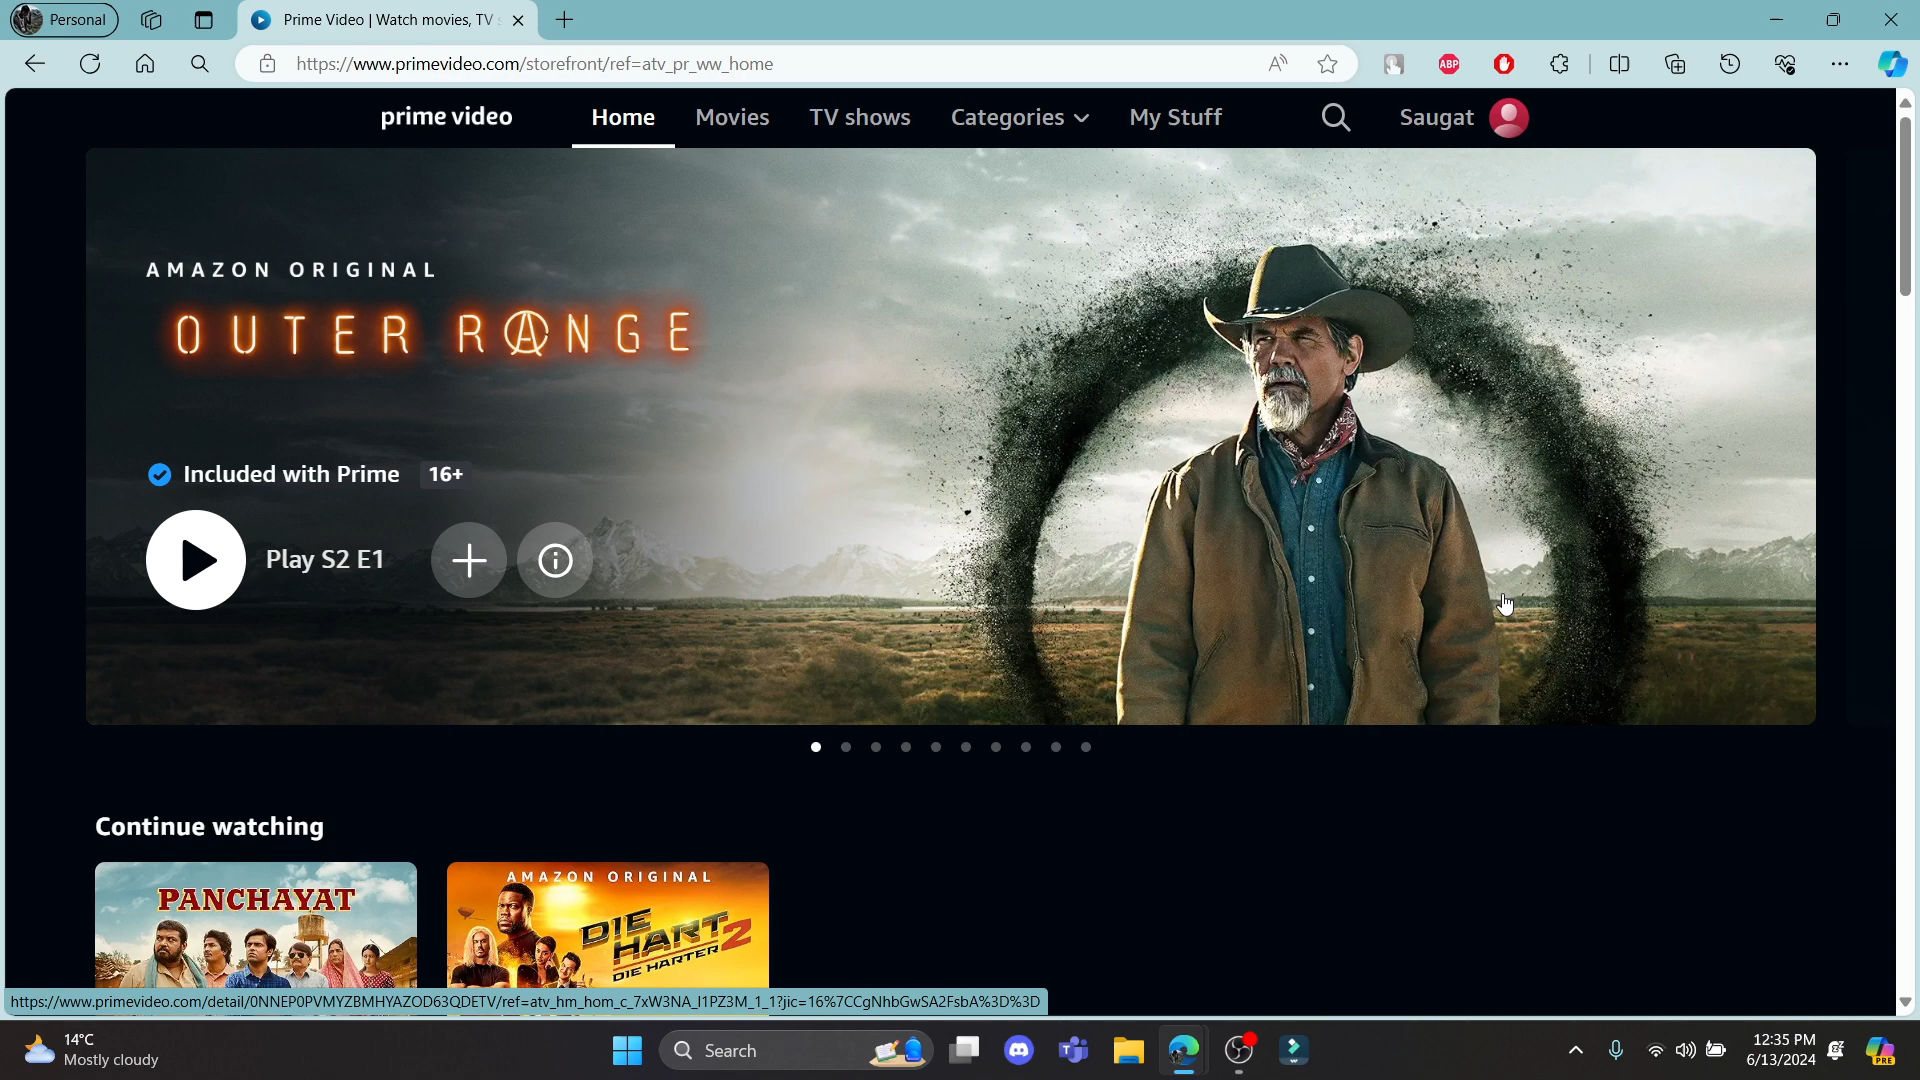 Personal
Prime Video | Watch movies, TV s
https://www.primevideo.com/storefront/ref=atv_pr_ww_home
ABP
prime video
Home
Movies
TV shows
Categories
My Stuff
Saugat
AMAZON ORIGINAL
OUTER RANGE
Included with Prime 16+
Play S2 E1
Continue watching
PANCHAYAT
AMAZON ORIGINAL
DIE HART 2
DIE HARTER
https://www.primevideo.com/detail/0NNEP0PVMYZBMHYAZOD63QDETV/ref=atv_hm_hom_c_7xW3NA_I1PZ3M_1_1?jic=16%7CCgNhbGwSA2FsbA%3D%3D
14°C
Mostly cloudy
Search
12:35 PM
6/13/2024
PRE